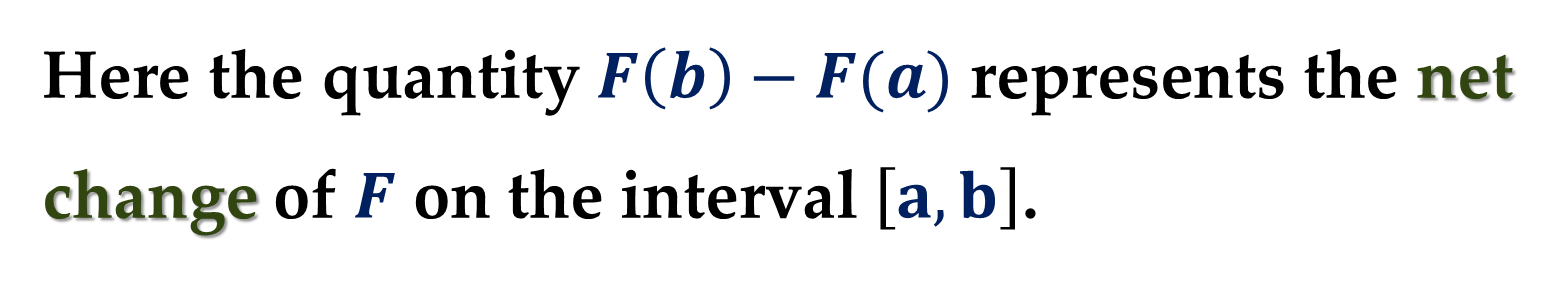 Here the quantity F(b) − F(a) represents the net
change of F on the interval [a, b].